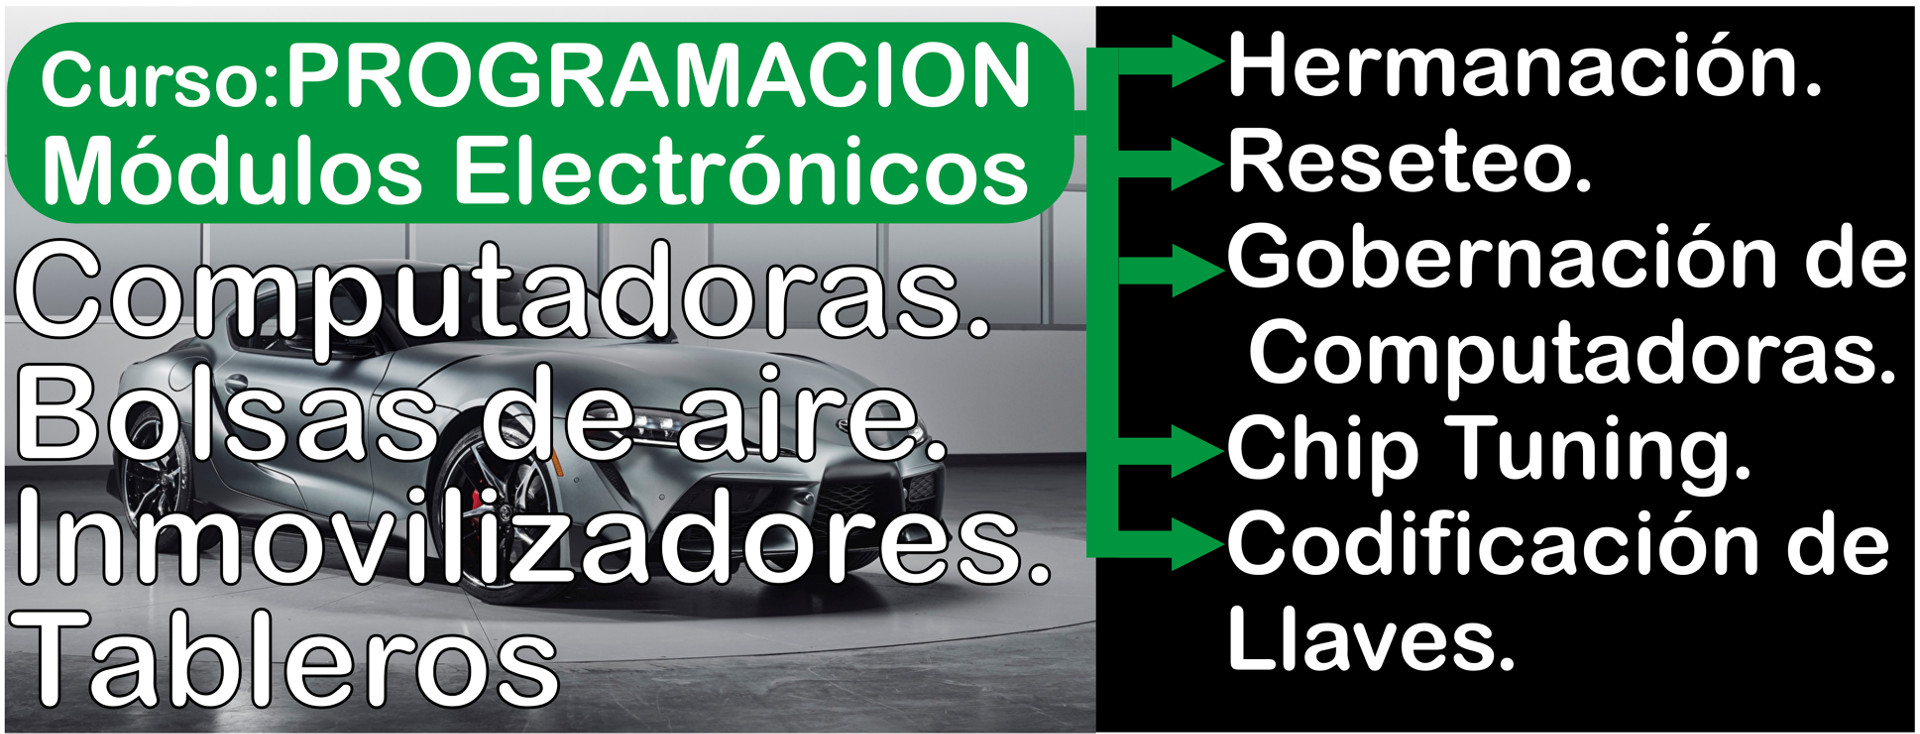 Curso:PROGRAMACION
Módulos Electrónicos
Computadoras.
Bolsas de aire.
Inmovilizadores.
Tableros
Hermanación.
Reseteo.
Gobernación de
Computadoras.
Chip Tuning.
Codificación de
Llaves.